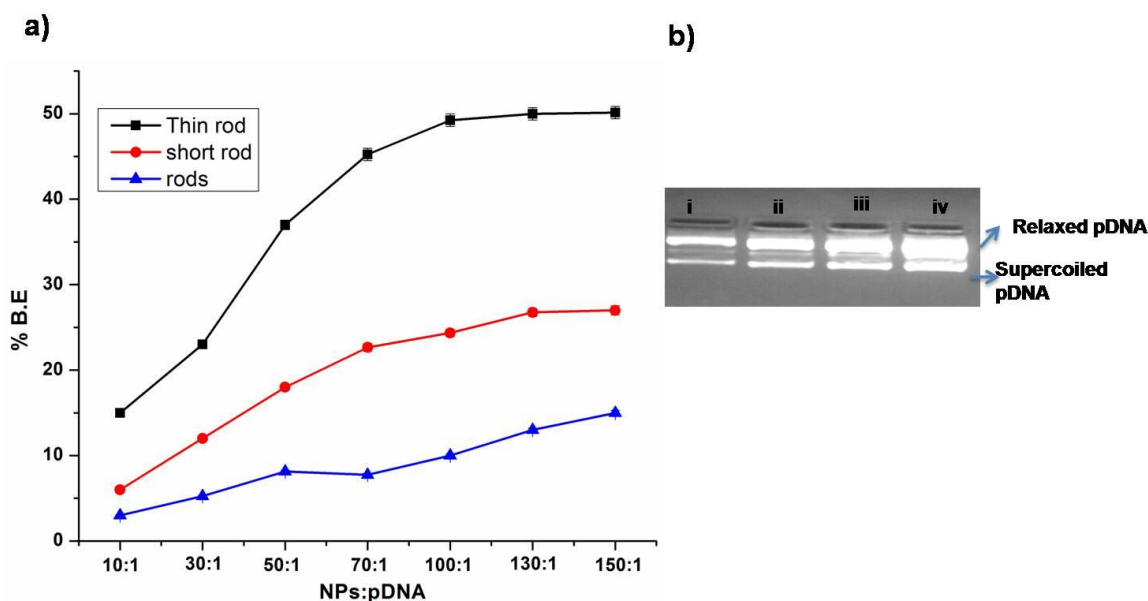 a)
b)
50
40
30
20
10
0
% B.E
Thin rod
short rod
rods
10:1
30:1
50:1
70:1
100:1
130:1
150:1
NPs:pDNA
i
ii
iii
iv
Relaxed pDNA
Supercoiled
pDNA